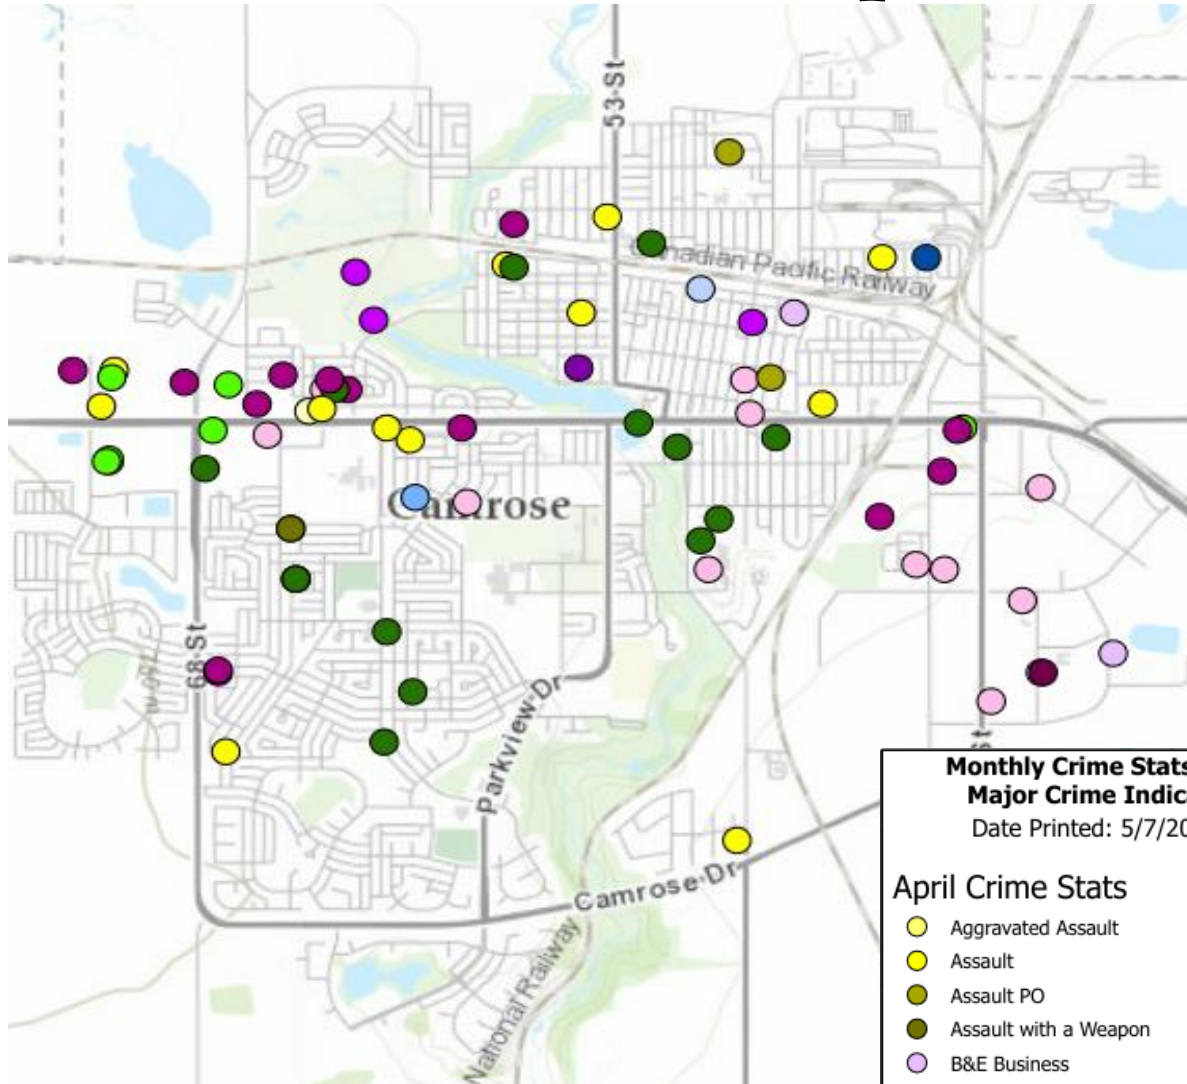 53 St
Canadian Pacific Railway
Camrose
68 St
Parkview Dr
St
Camrose Dr
National Railway
Monthly Crime Stats
Major Crime Indic
Date Printed: 5/7/20
April Crime Stats
Aggravated Assault
Assault
Assault PO
Assault with a Weapon
B&E Business